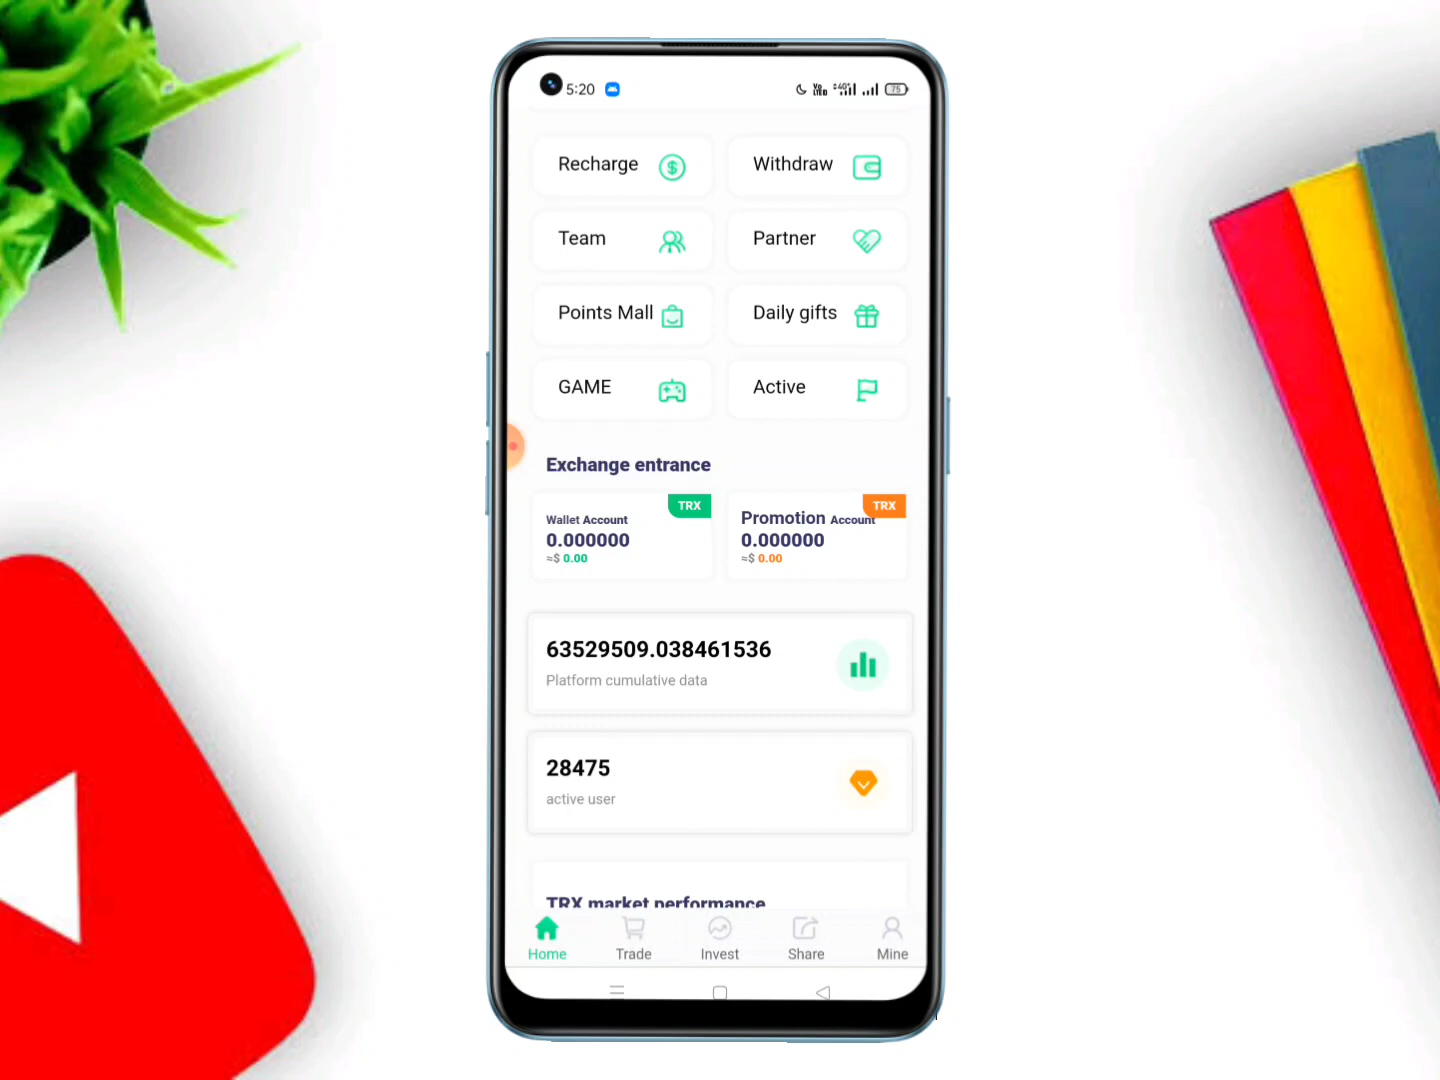 5:20
75
Recharge
Withdraw
Team
Partner
Points Mall
Daily gifts
GAME
Active
Exchange entrance
TRX
Wallet Account
0.000000
≈$ 0.00
TRX
Promotion Account
0.000000
≈$ 0.00
63529509.038461536
Platform cumulative data
28475
active user
TRX market performance
Home
Trade
Invest
Share
Mine